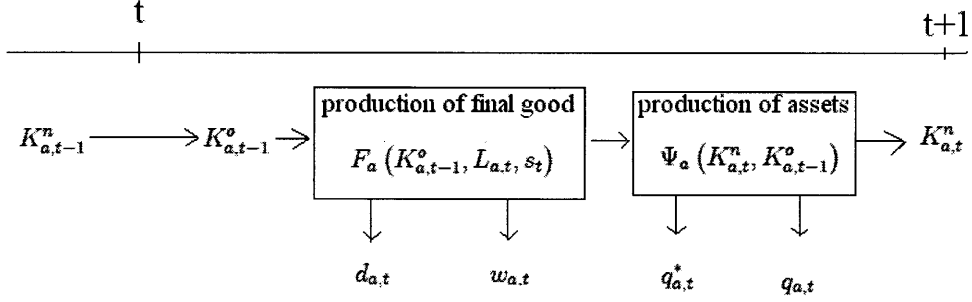 t t+1
production of final good production of assets
K^n_{a,t−1} K^o_{a,t−1} F_a (K^o_{a,t−1}, L_{a.t}, s_t) Ψ_a (K^n_{a,t}, K^o_{a,t−1}) K^n_{a,t}
d_{a,t} w_{a.t} q^*_{a,t} q_{a,t}